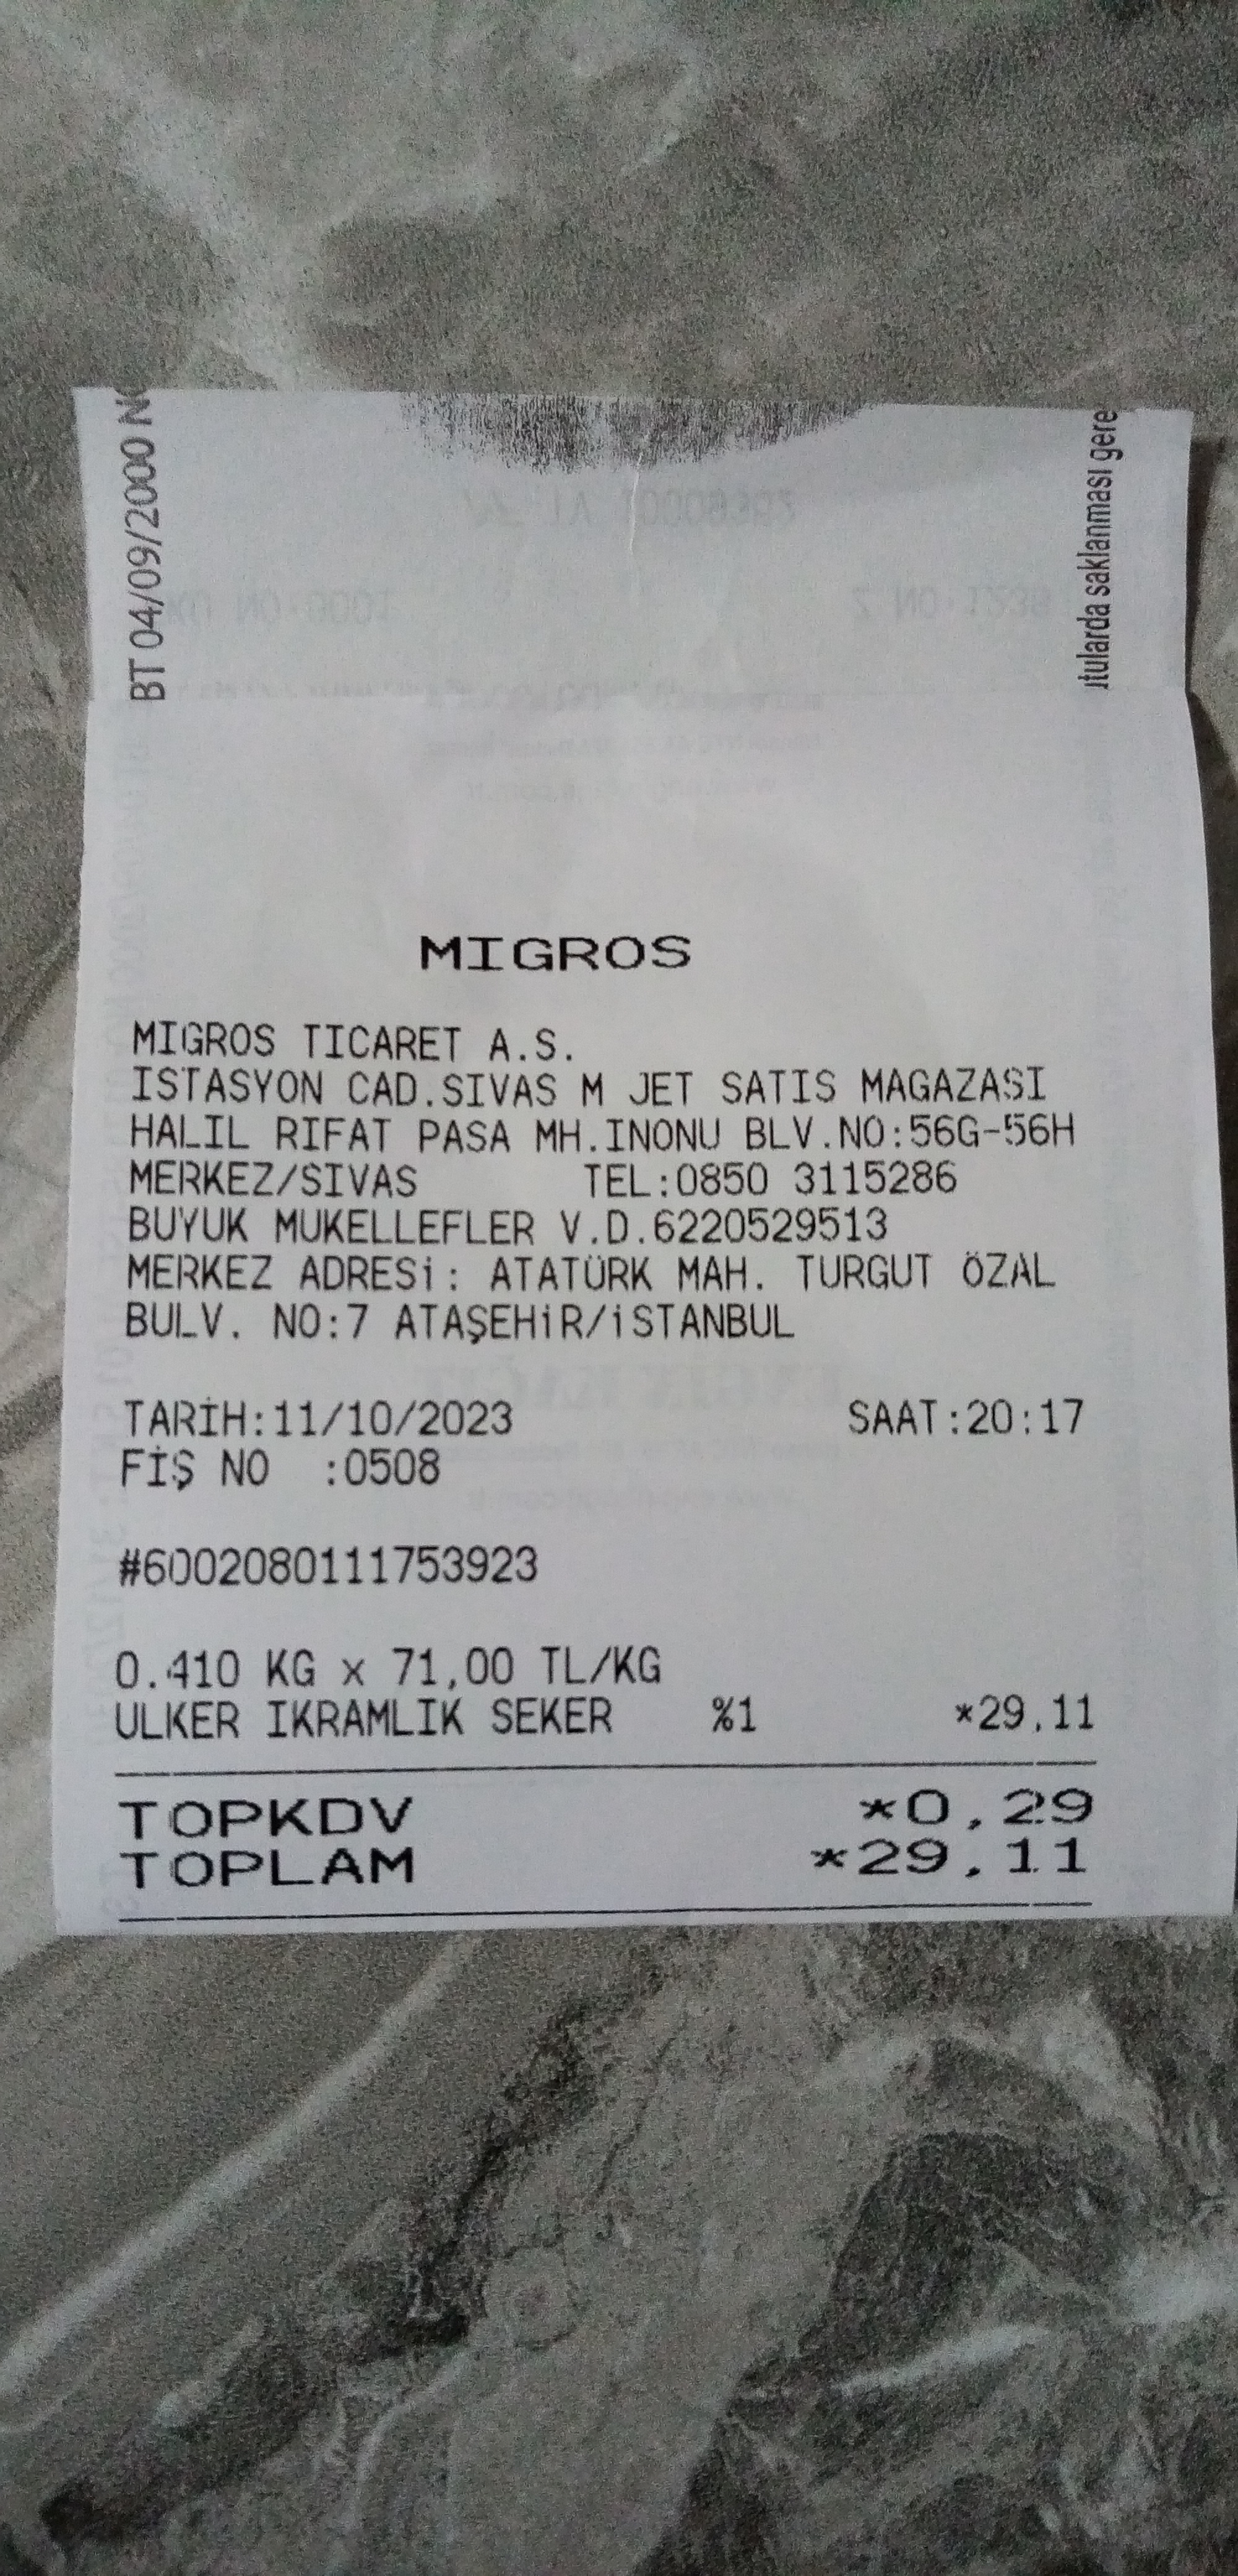 BT 04/09/2000 N
ıtularda saklanması gere
MIGROS
MIGROS TICARET A.S.
ISTASYON CAD.SIVAS M JET SATIS MAGAZASI
HALIL RIFAT PASA MH.INONU BLV.NO:56G-56H
MERKEZ/SIVAS TEL:0850 3115286
BUYUK MUKELLEFLER V.D.6220529513
MERKEZ ADRESi: ATATÜRK MAH. TURGUT ÖZAL
BULV. NO:7 ATAŞEHiR/iSTANBUL
TARİH:11/10/2023 SAAT:20:17
FİŞ NO :0508
#6002080111753923
0.410 KG x 71,00 TL/KG
ULKER IKRAMLIK SEKER %1 *29,11
TOPKDV *0,29
TOPLAM *29,11